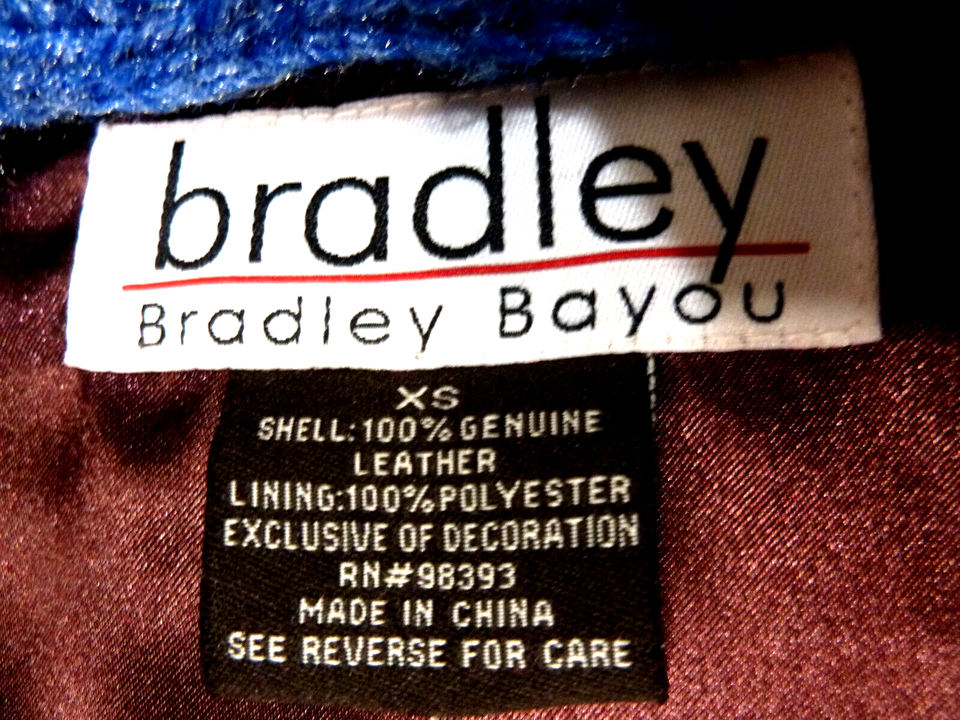 bradley
Bradley Bayou
XS
SHELL:100%GENUINE
LEATHER
LINING:100%POLYESTER
EXCLUSIVE OF DECORATION
RN#98393
MADE IN CHINA
SEE REVERSE FOR CARE